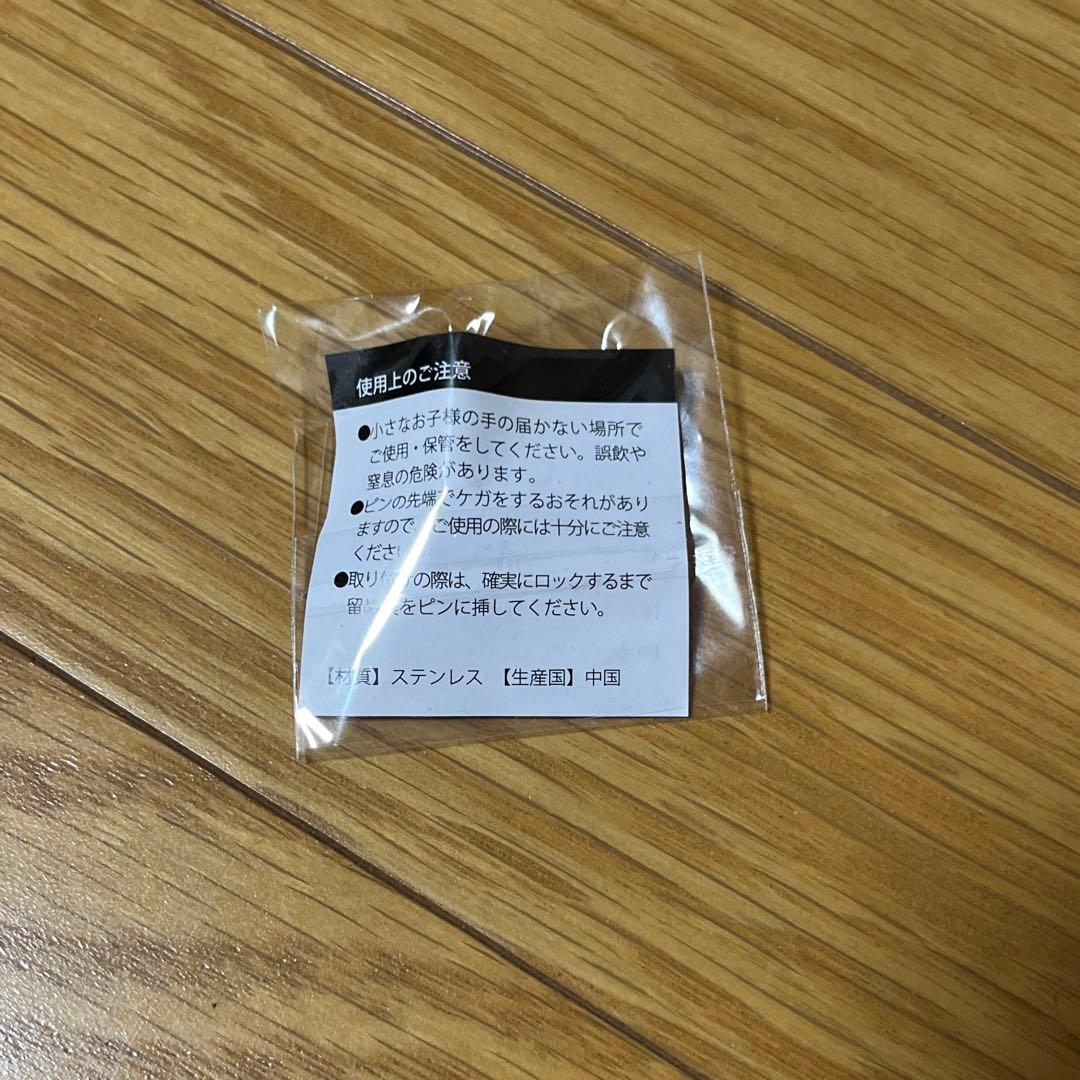 使用上のご注意
●小さなお子様の手の届かない場所で
ご使用・保管をしてください。誤飲や
窒息の危険があります。
●ピンの先端でケガをするおそれがあり
ますので、ご使用の際には十分にご注意
ください
●取り付けの際は、確実にロックするまで
留め具をピンに挿してください。
【材質】ステンレス 【生産国】中国